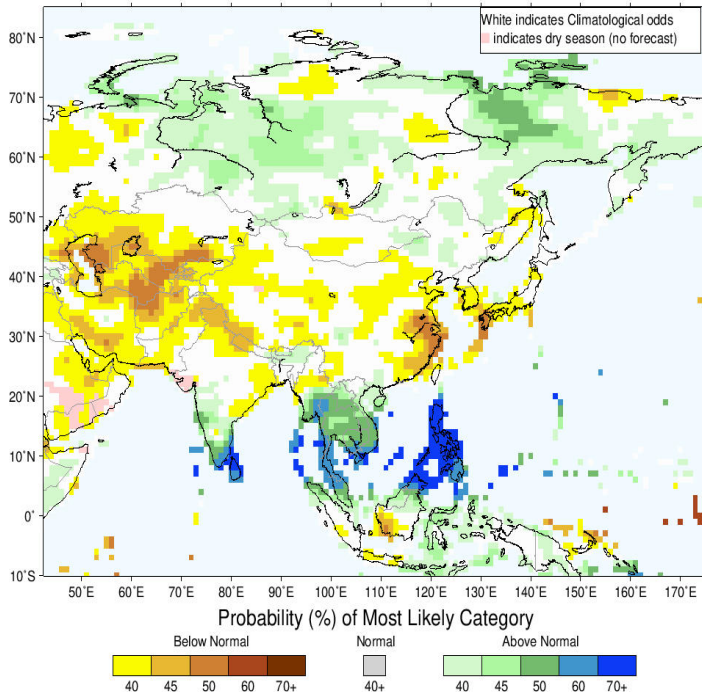 White indicates Climatological odds
indicates dry season (no forecast)
80˚N
70˚N
60˚N
50˚N
40˚N
30˚N
20˚N
10˚N
0˚
10˚S
50˚E 60˚E 70˚E 80˚E 90˚E 100˚E 110˚E 120˚E 130˚E 140˚E 150˚E 160˚E 170˚E
Probability (%) of Most Likely Category
Below Normal Normal Above Normal
40 45 50 60 70+ 40+ 40 45 50 60 70+